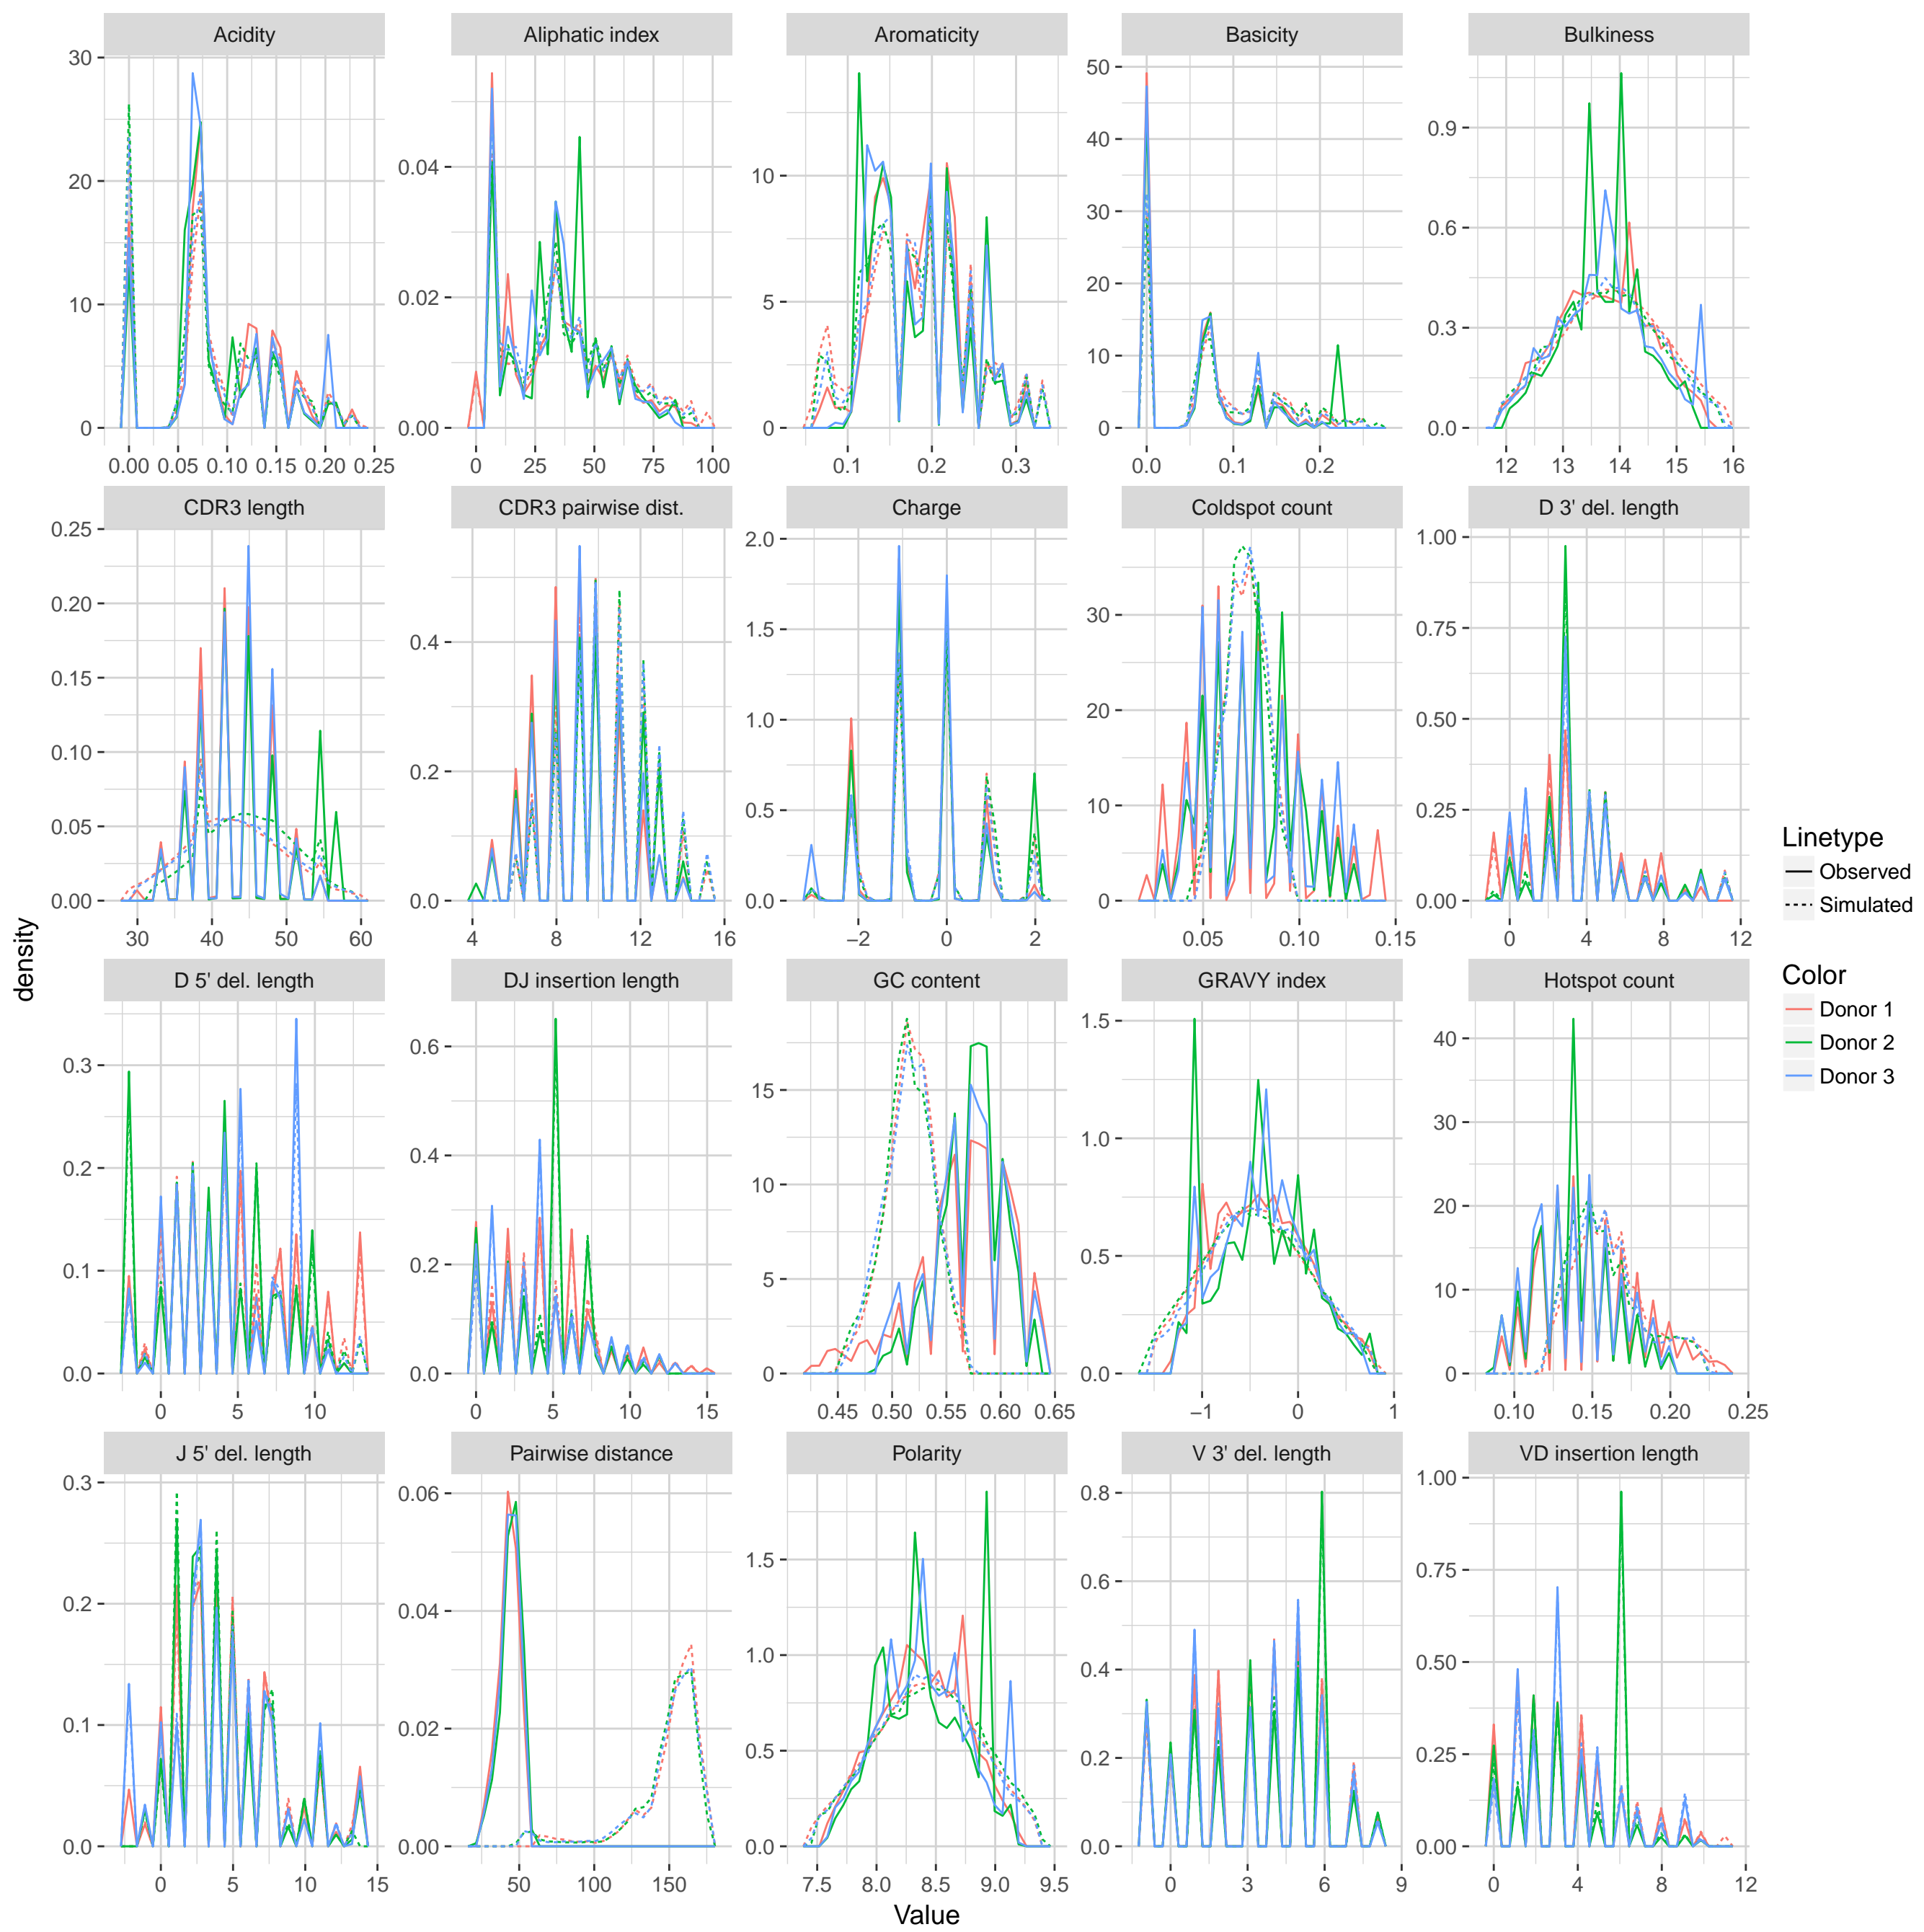 Acidity Aliphatic index Aromaticity Basicity Bulkiness
30 50
0.04 10 40 0.9
20 30 0.6
0.02 5 20
10 10 0.3
0 0.00 0 0 0.0
0.00 0.05 0.10 0.15 0.20 0.25 0 25 50 75 100 0.1 0.2 0.3 0.0 0.1 0.2 12 13 14 15 16
CDR3 length CDR3 pairwise dist. Charge Coldspot count D 3' del. length
0.25 2.0 1.00
0.20 0.4 1.5 30 0.75
0.15 1.0 20 0.50
0.10 0.2 0.5 10 0.25
0.05
0.00 0.0 0.0 0 0.00
30 40 50 60 4 8 12 16 −2 0 2 0.05 0.10 0.15 0 4 8 12
D 5' del. length DJ insertion length GC content GRAVY index Hotspot count
0.3 0.6 15 1.5 40
0.2 0.4 10 1.0 30
0.1 0.2 5 0.5 20
10
0.0 0.0 0 0.0 0
0 5 10 0 5 10 15 0.45 0.50 0.55 0.60 0.65 −1 0 1 0.10 0.15 0.20 0.25
J 5' del. length Pairwise distance Polarity V 3' del. length VD insertion length
0.3 0.06 1.5 0.8 1.00
0.2 0.04 1.0 0.6 0.75
0.1 0.02 0.5 0.4 0.50
0.2 0.25
0.0 0.00 0.0 0.0 0.00
0 5 10 15 50 100 150 7.5 8.0 8.5 9.0 9.5 0 3 6 9 0 4 8 12
density
Value
Linetype
Observed
Simulated
Color
Donor 1
Donor 2
Donor 3